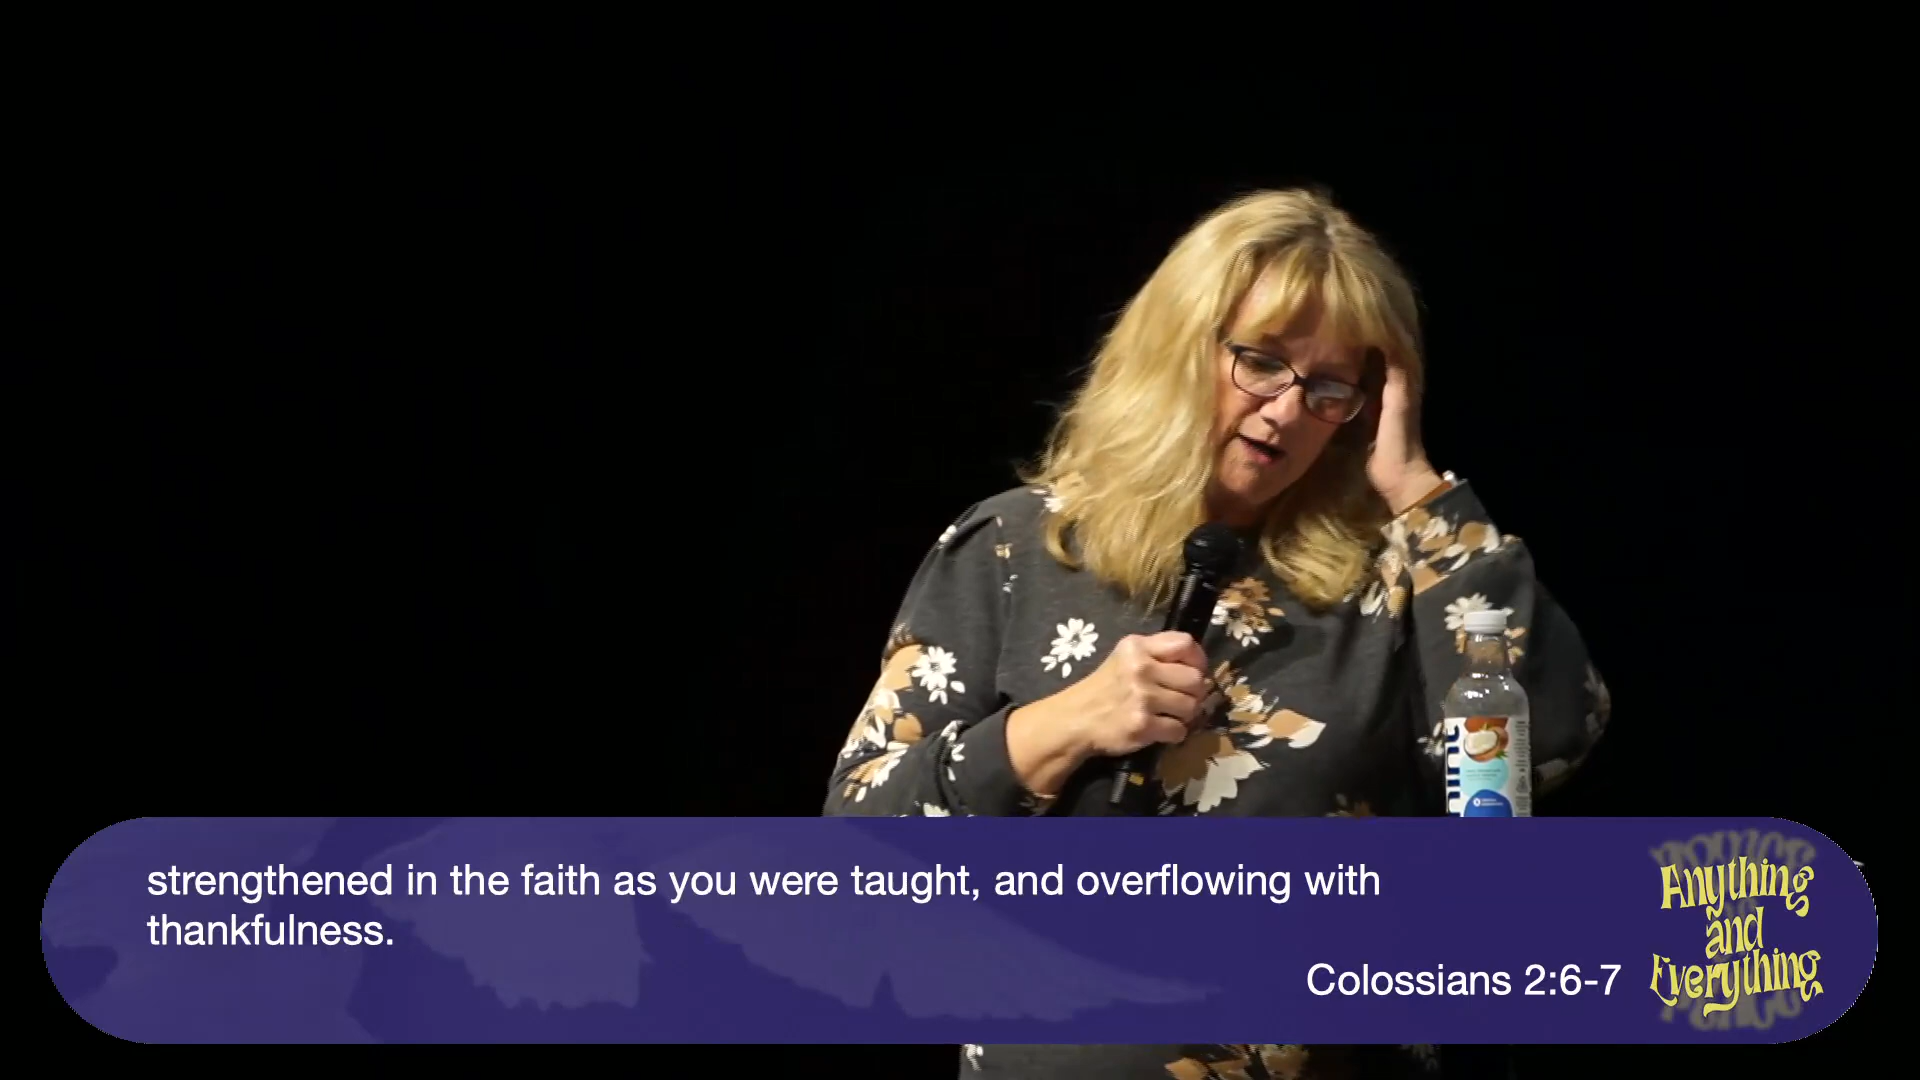 hint
strengthened in the faith as you were taught, and overflowing with
thankfulness.
Colossians 2:6-7
Anything
and
Everything